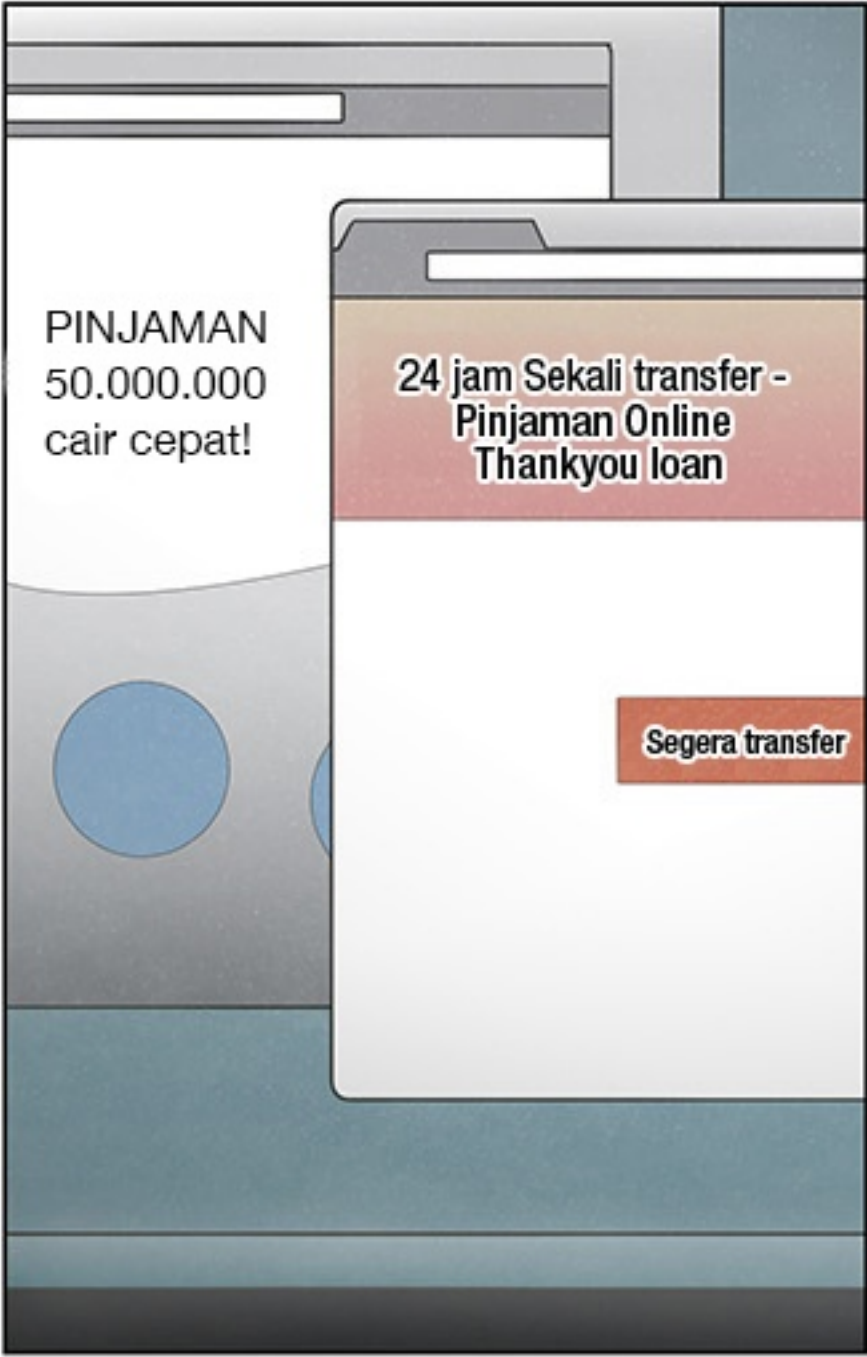 PINJAMAN
50.000.000
cair cepat!
24 jam Sekali transfer -
Pinjaman Online
Thankyou loan
Segera transfer